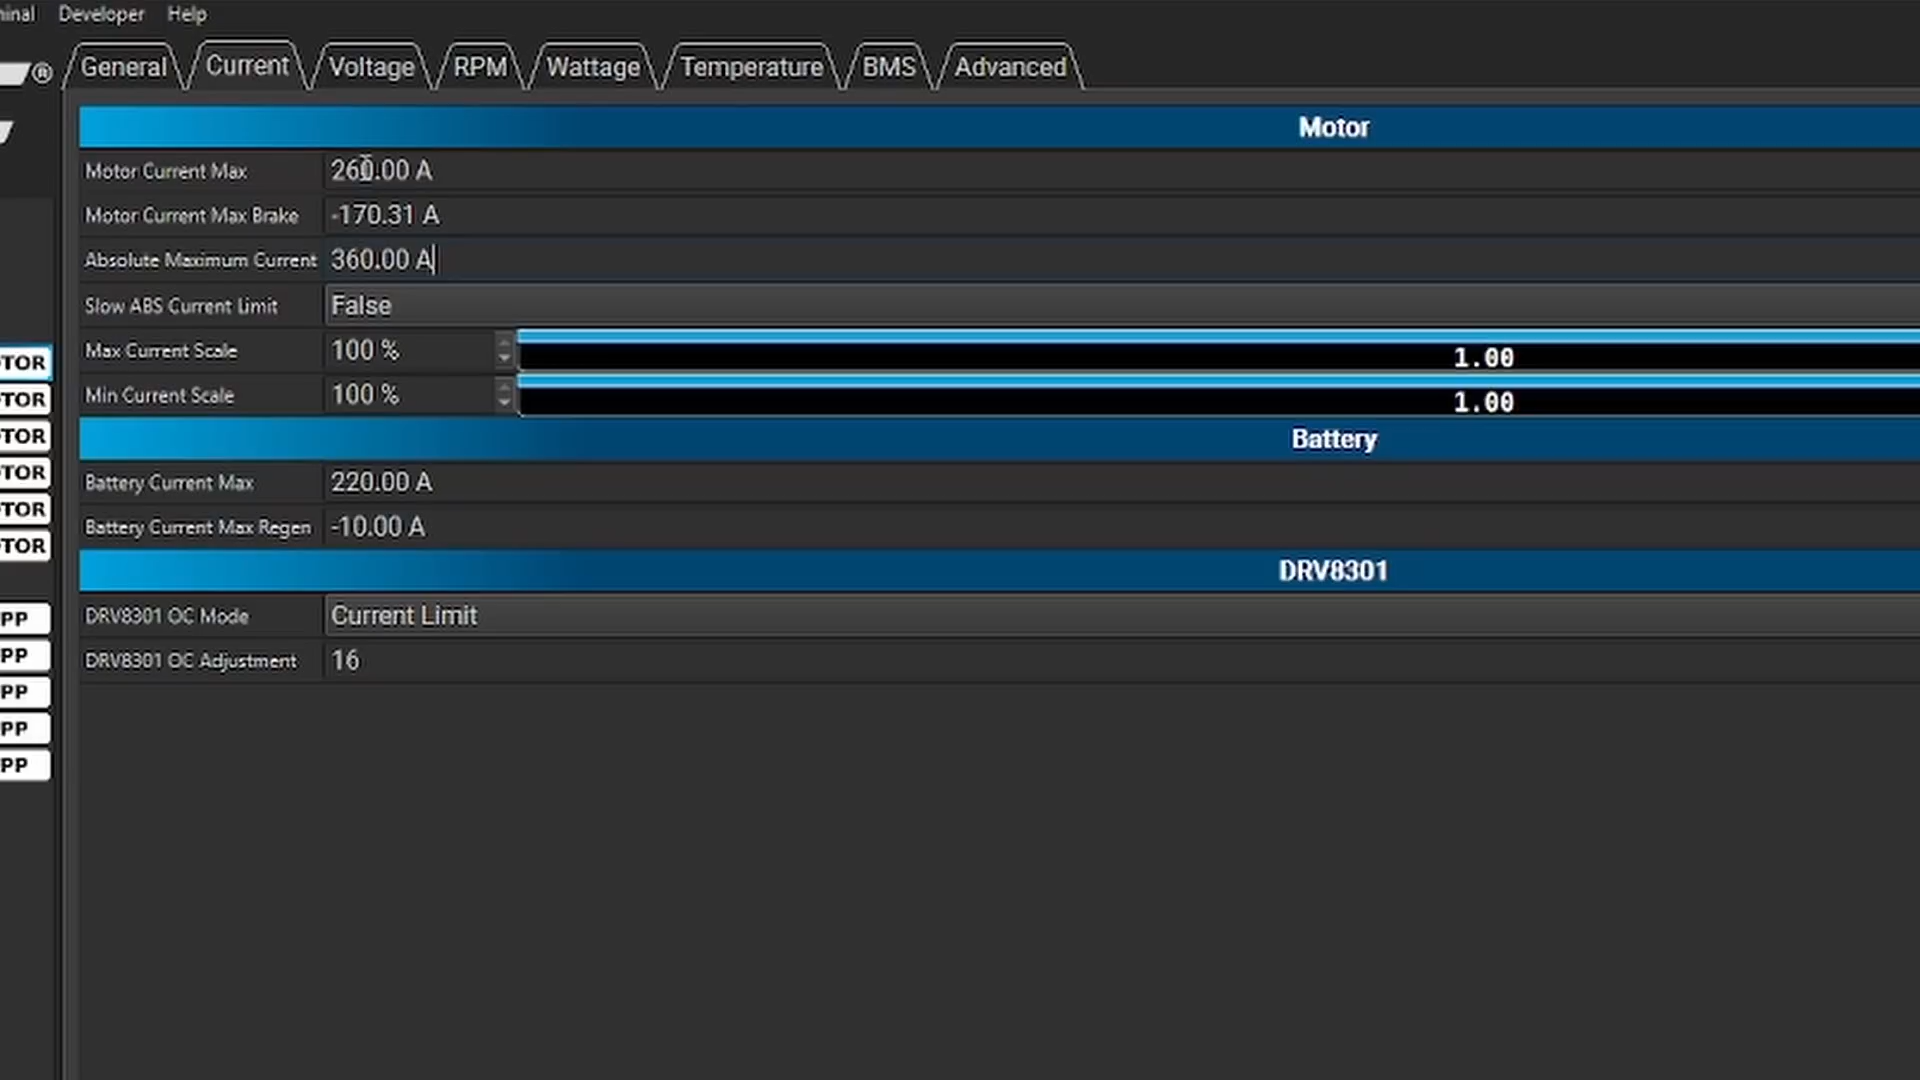 Developer Help
®
General Current Voltage RPM Wattage Temperature BMS Advanced
Motor
Motor Current Max 260.00 A
Motor Current Max Brake -170.31 A
Absolute Maximum Current 360.00 A
Slow ABS Current Limit False
Max Current Scale 100 % 1.00
Min Current Scale 100 % 1.00
Battery
Battery Current Max 220.00 A
Battery Current Max Regen -10.00 A
DRV8301
DRV8301 OC Mode Current Limit
DRV8301 OC Adjustment 16
TOR
TOR
TOR
TOR
TOR
TOR
PP
PP
PP
PP
PP